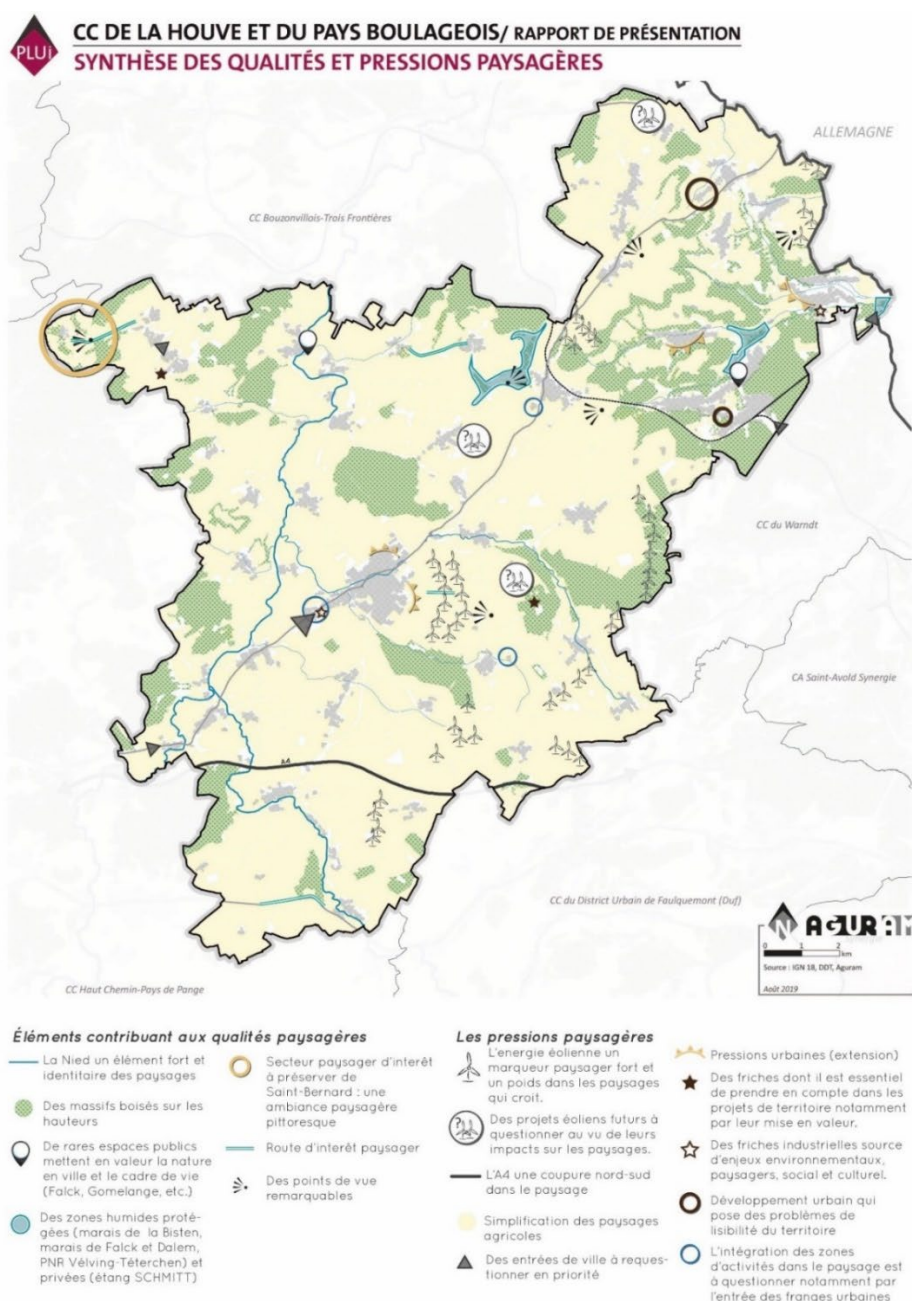 PLUi
CC DE LA HOUVE ET DU PAYS BOULAGEOIS/ RAPPORT DE PRÉSENTATION
SYNTHÈSE DES QUALITÉS ET PRESSIONS PAYSAGÈRES
ALLEMAGNE
CC Bouzonvillois-Trois Frontières
?
?
?
CC du Warndt
CA Saint-Avold Synergie
A4
CC du District Urbain de Faulquemont (Duf)
CC Haut Chemin-Pays de Pange
N
AGURAM
0 1 2
km
Source : IGN 18, DDT, Aguram
Août 2019
Éléments contribuant aux qualités paysagères
La Nied un élément fort et
identitaire des paysages
Des massifs boisés sur les
hauteurs
De rares espaces publics
mettent en valeur la nature
en ville et le cadre de vie
(Falck, Gomelange, etc.)
Des zones humides proté-
gées (marais de la Bisten,
marais de Falck et Dalem,
PNR Vélving-Téterchen) et
privées (étang SCHMITT)
Secteur paysager d'interêt
à préserver de
Saint-Bernard : une
ambiance paysagère
pittoresque
Route d'interêt paysager
Des points de vue
remarquables
Les pressions paysagères
L'energie éolienne un
marqueur paysager fort et
un poids dans les paysages
qui croit.
?
Des projets éoliens futurs à
questionner au vu de leurs
impacts sur les paysages.
L'A4 une coupure nord-sud
dans le paysage
Simplification des paysages
agricoles
Des entrées de ville à reques-
tionner en priorité
Pressions urbaines (extension)
Des friches dont il est essentiel
de prendre en compte dans les
projets de territoire notamment
par leur mise en valeur.
Des friches industrielles source
d'enjeux environnementaux,
paysagers, social et culturel.
Développement urbain qui
pose des problèmes de
lisibilité du territoire
L'intégration des zones
d'activités dans le paysage est
à questionner notamment par
l'entrée des franges urbaines